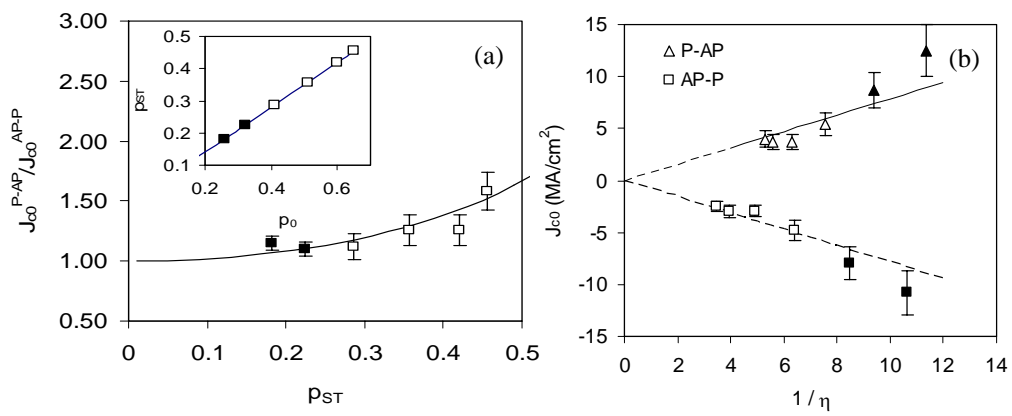 3.00
2.50
2.00
1.50
1.00
0.50
J_c0^P-AP/J_c0^AP-P
0 0.1 0.2 0.3 0.4 0.5
p_ST
(a)
0.5
0.4
0.3
0.2
0.1
p_ST
0.2 0.4 0.6
p_0
(b)
P-AP
AP-P
15
10
5
0
-5
-10
-15
J_c0 (MA/cm^2)
0 2 4 6 8 10 12 14
1 / η